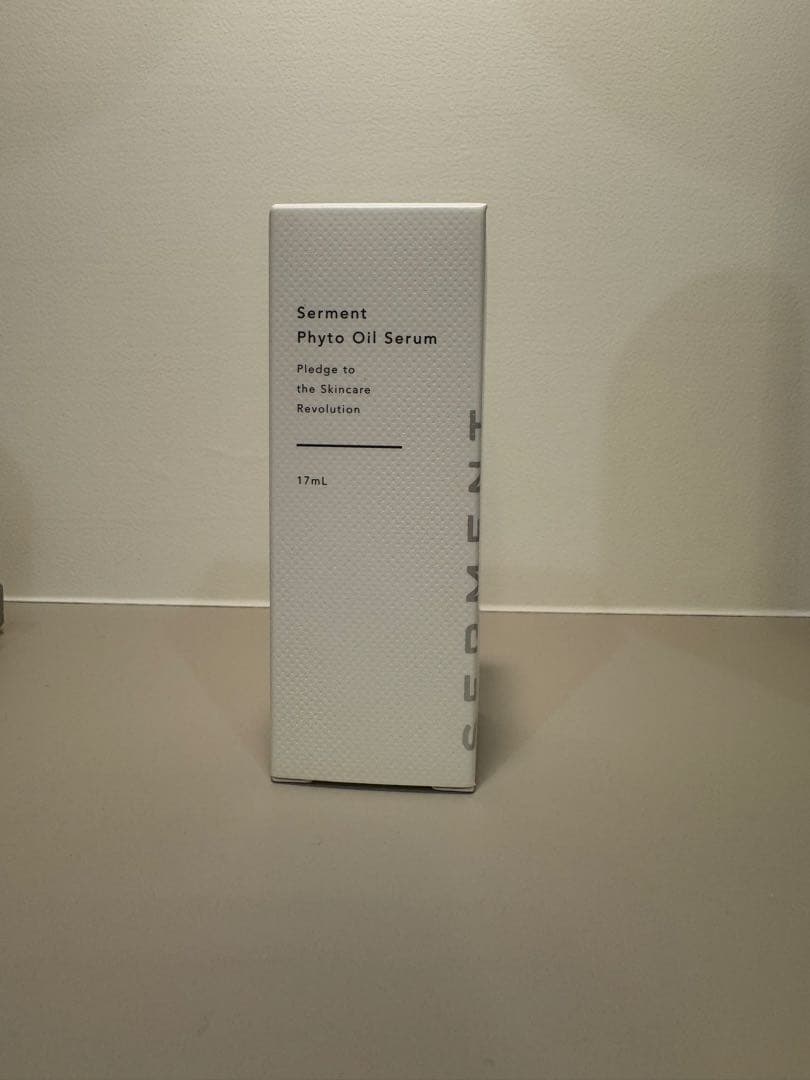 Serment
Phyto Oil Serum
Pledge to
the Skincare
Revolution
17mL
SERMENT